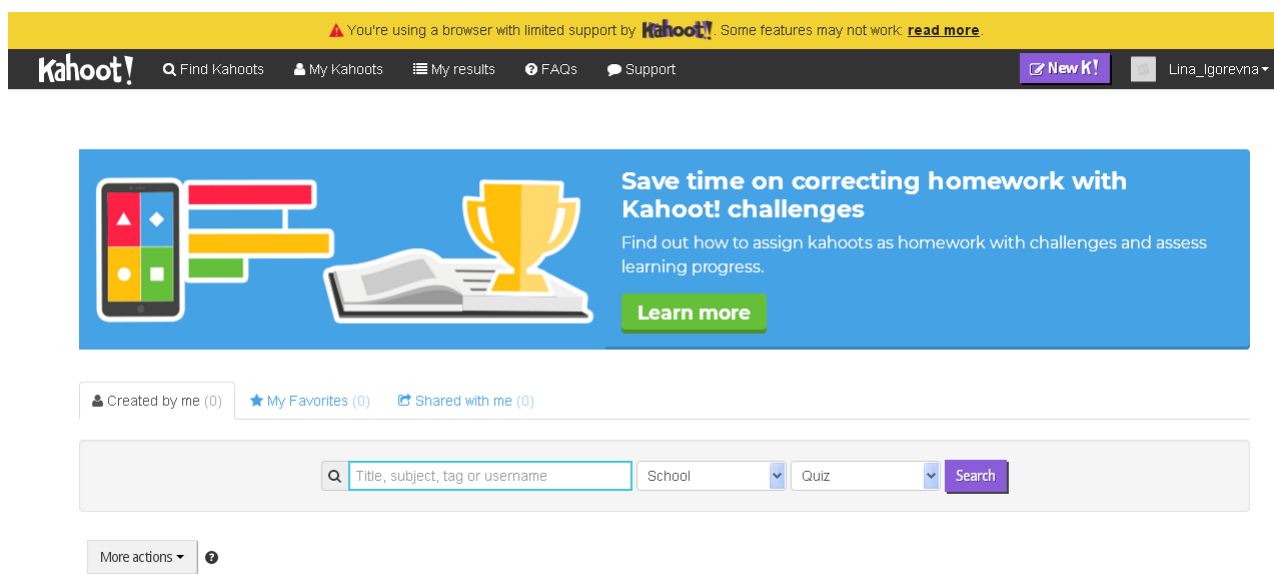 You're using a browser with limited support by Kahoot!. Some features may not work: read more.
Kahoot! Find Kahoots My Kahoots My results FAQs Support New K! Lina_Igorevna
Save time on correcting homework with
Kahoot! challenges
Find out how to assign kahoots as homework with challenges and assess
learning progress.
Learn more
Created by me (0) My Favorites (0) Shared with me (0)
Title, subject, tag or username School Quiz Search
More actions